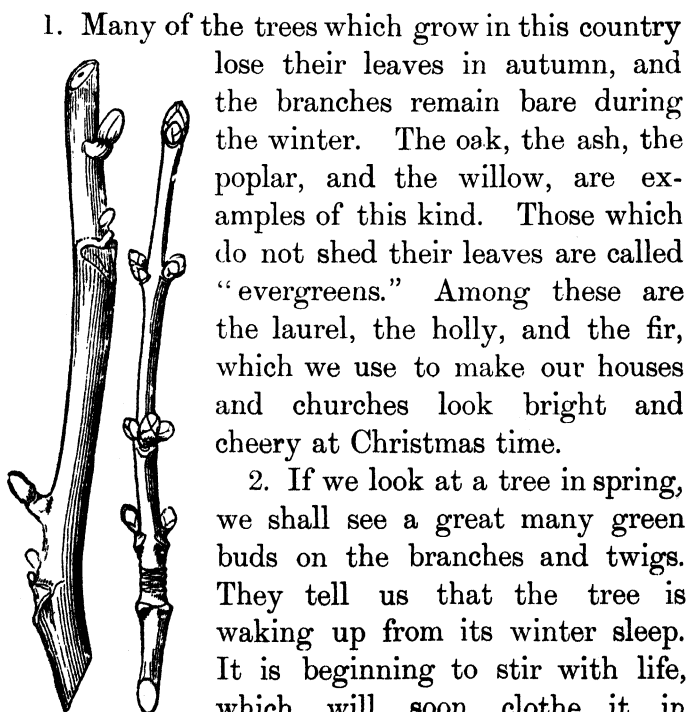 1. Many of the trees which grow in this country
lose their leaves in autumn, and
the branches remain bare during
the winter. The oak, the ash, the
poplar, and the willow, are ex-
amples of this kind. Those which
do not shed their leaves are called
“evergreens.” Among these are
the laurel, the holly, and the fir,
which we use to make our houses
and churches look bright and
cheery at Christmas time.
2. If we look at a tree in spring,
we shall see a great many green
buds on the branches and twigs.
They tell us that the tree is
waking up from its winter sleep.
It is beginning to stir with life,
which will soon clothe it in